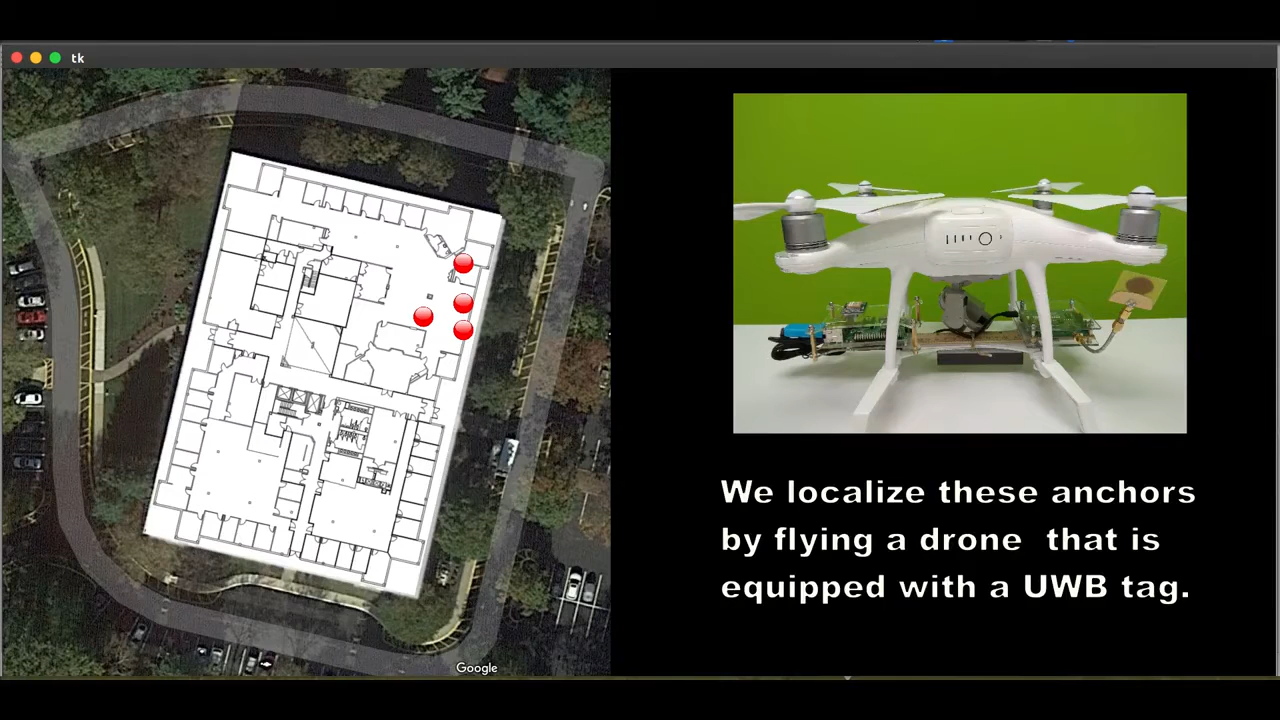 tk
Google
We localize these anchors
by flying a drone  that is
equipped with a UWB tag.